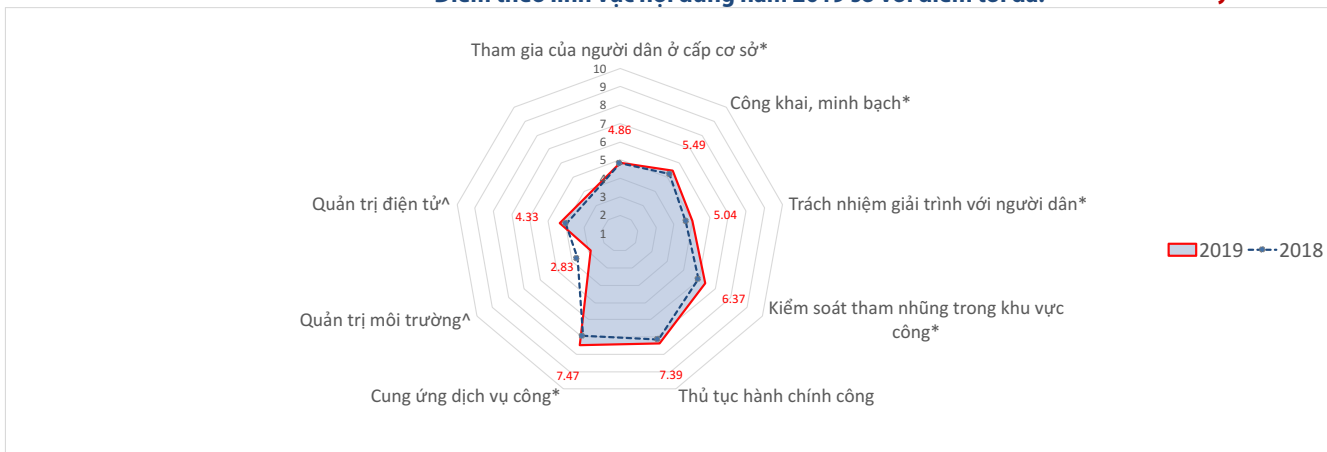 Tham gia của người dân ở cấp cơ sở*
10
9
8
7
6
5
4
3
2
1
4.86
Công khai, minh bạch*
5.49
Quản trị điện tử^
4.33
5.04
Trách nhiệm giải trình với người dân*
2019
2018
2.83
6.37
Quản trị môi trường^
Kiểm soát tham nhũng trong khu vực
công*
7.47
7.39
Cung ứng dịch vụ công*
Thủ tục hành chính công